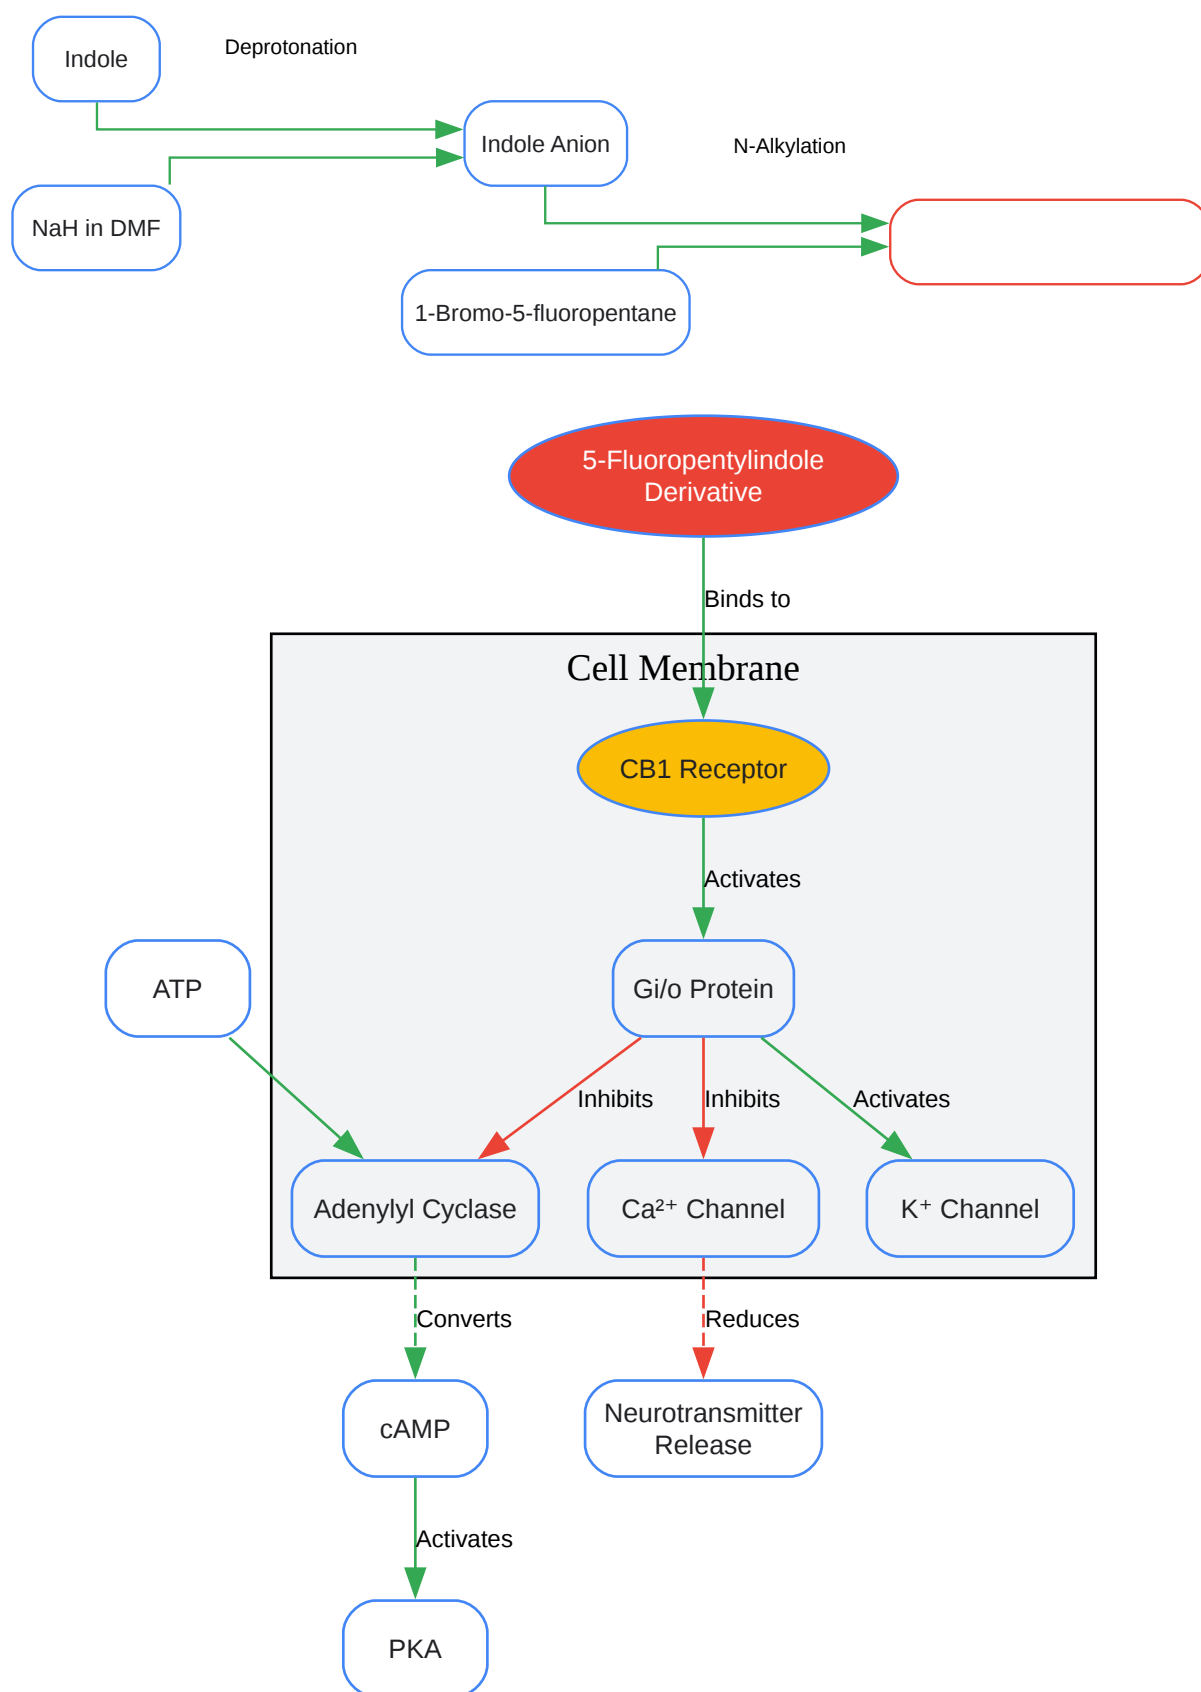 Indole
Deprotonation
Indole Anion
N-Alkylation
NaH in DMF
1-Bromo-5-fluoropentane
5-Fluoropentylindole
Derivative
Binds to
Cell Membrane
CB1 Receptor
Activates
ATP
Gi/o Protein
Inhibits
Inhibits
Activates
Adenylyl Cyclase
Ca²⁺ Channel
K⁺ Channel
Converts
Reduces
cAMP
Neurotransmitter
Release
Activates
PKA